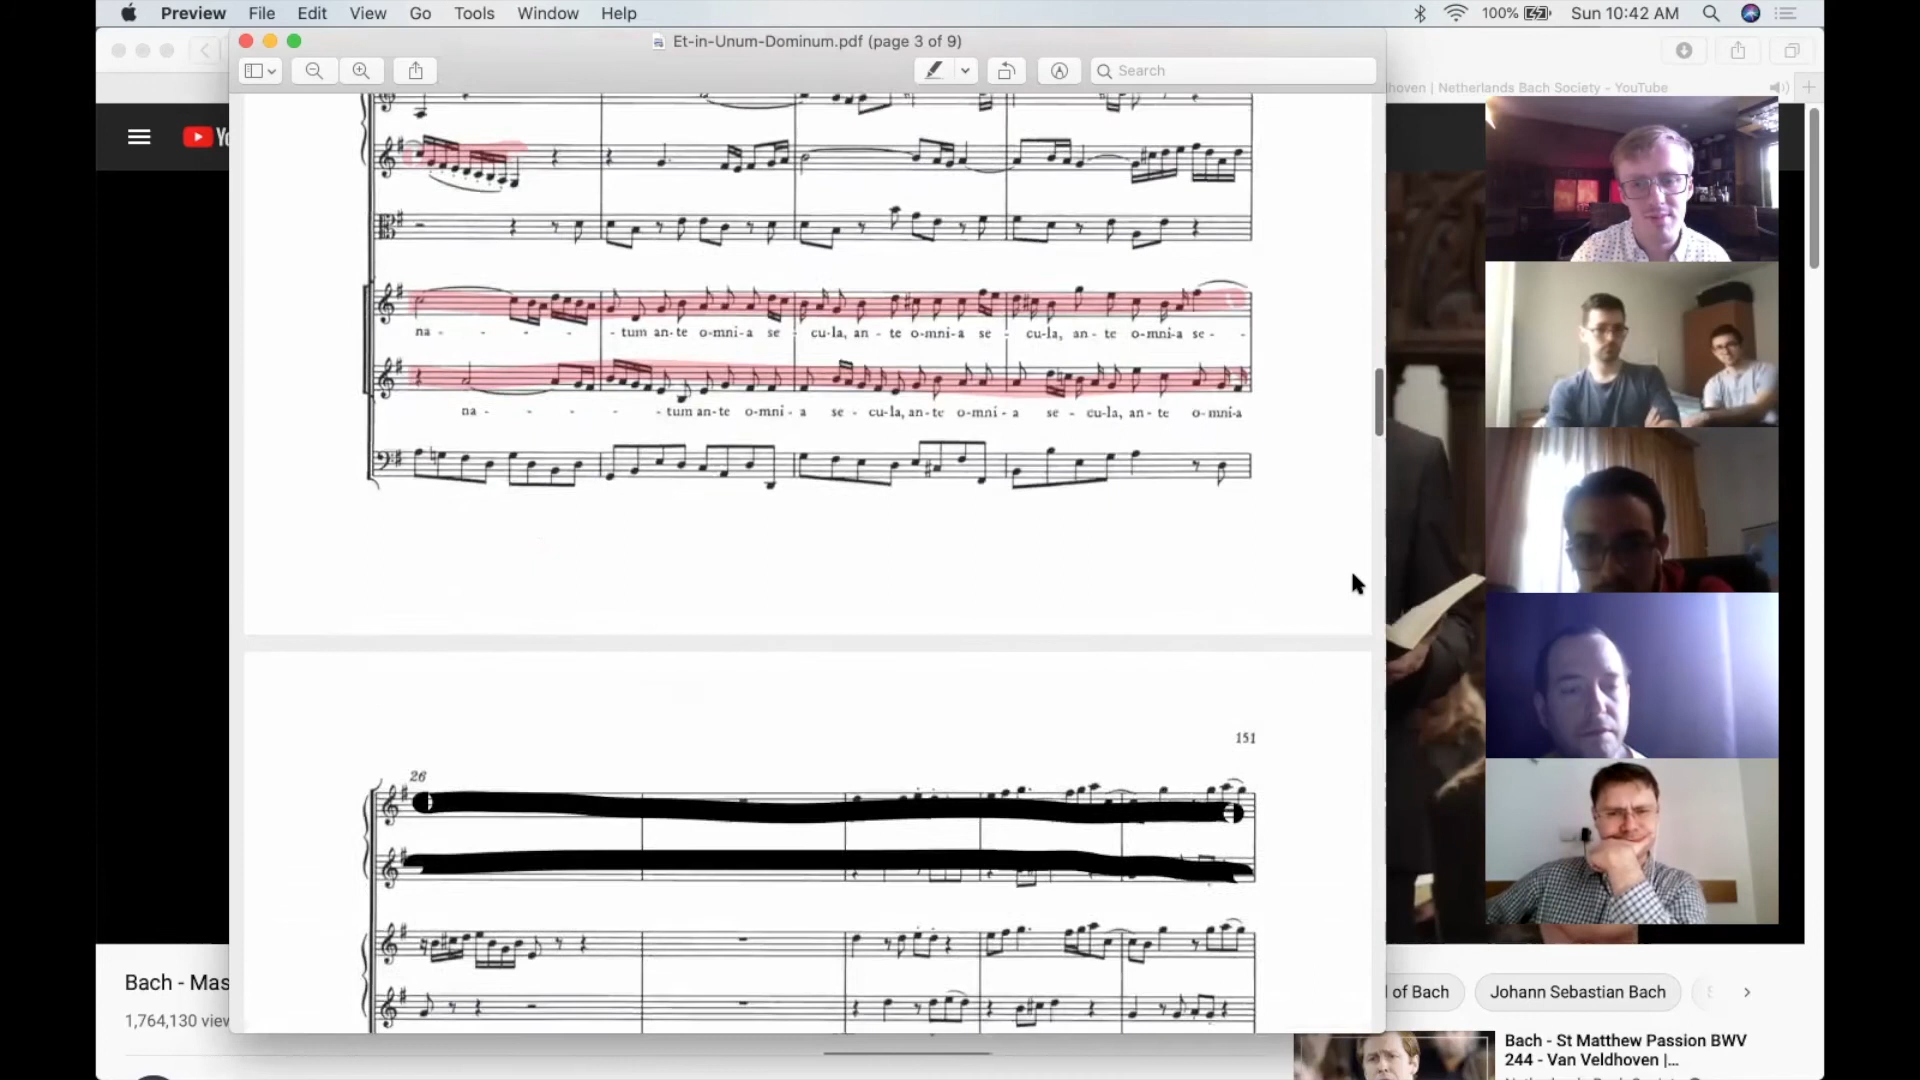 Preview File Edit View Go Tools Window Help 100% Sun 10:42 AM
Et-in-Unum-Dominum.pdf (page 3 of 9)
Search
hoven | Netherlands Bach Society - YouTube
na - - - - - tum an-te o-mni-a se - cu-la, an - te o-mni-a se - cu-la, an - te o-mni-a se - -
na - - - - - tum an-te o-mni-a se - cu-la, an-te o-mni-a se - cu-la, an-te o-mni-a
151
26
Bach - Mas
1,764,130 view
l of Bach
Johann Sebastian Bach
Bach - St Matthew Passion BWV
244 - Van Veldhoven |...